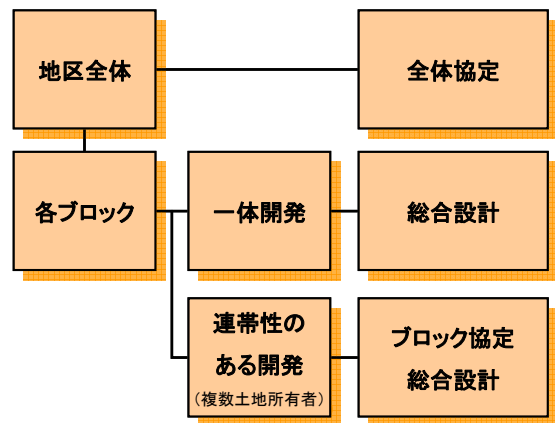 地区全体
全体協定
各ブロック
一体開発
総合設計
連帯性の
ある開発
（複数土地所有者）
ブロック協定
総合設計